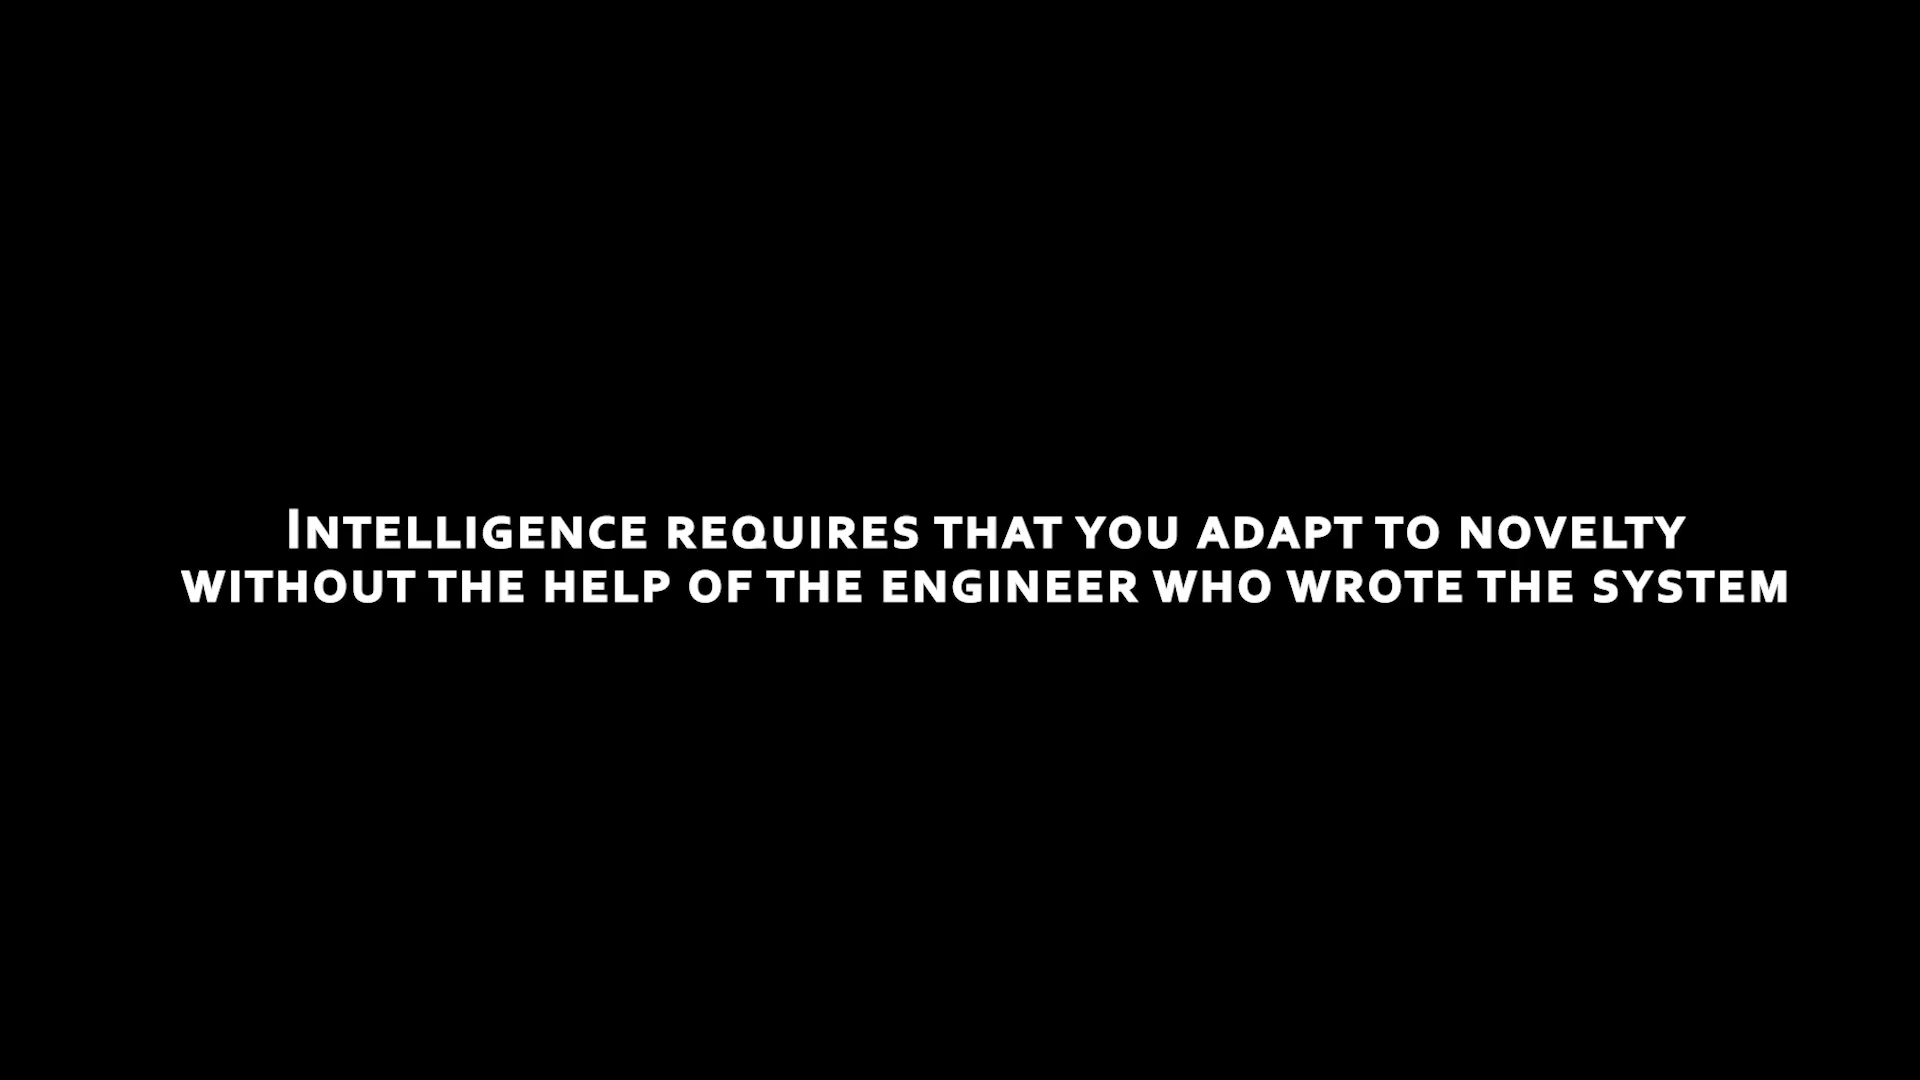 Intelligence requires that you adapt to novelty
without the help of the engineer who wrote the system